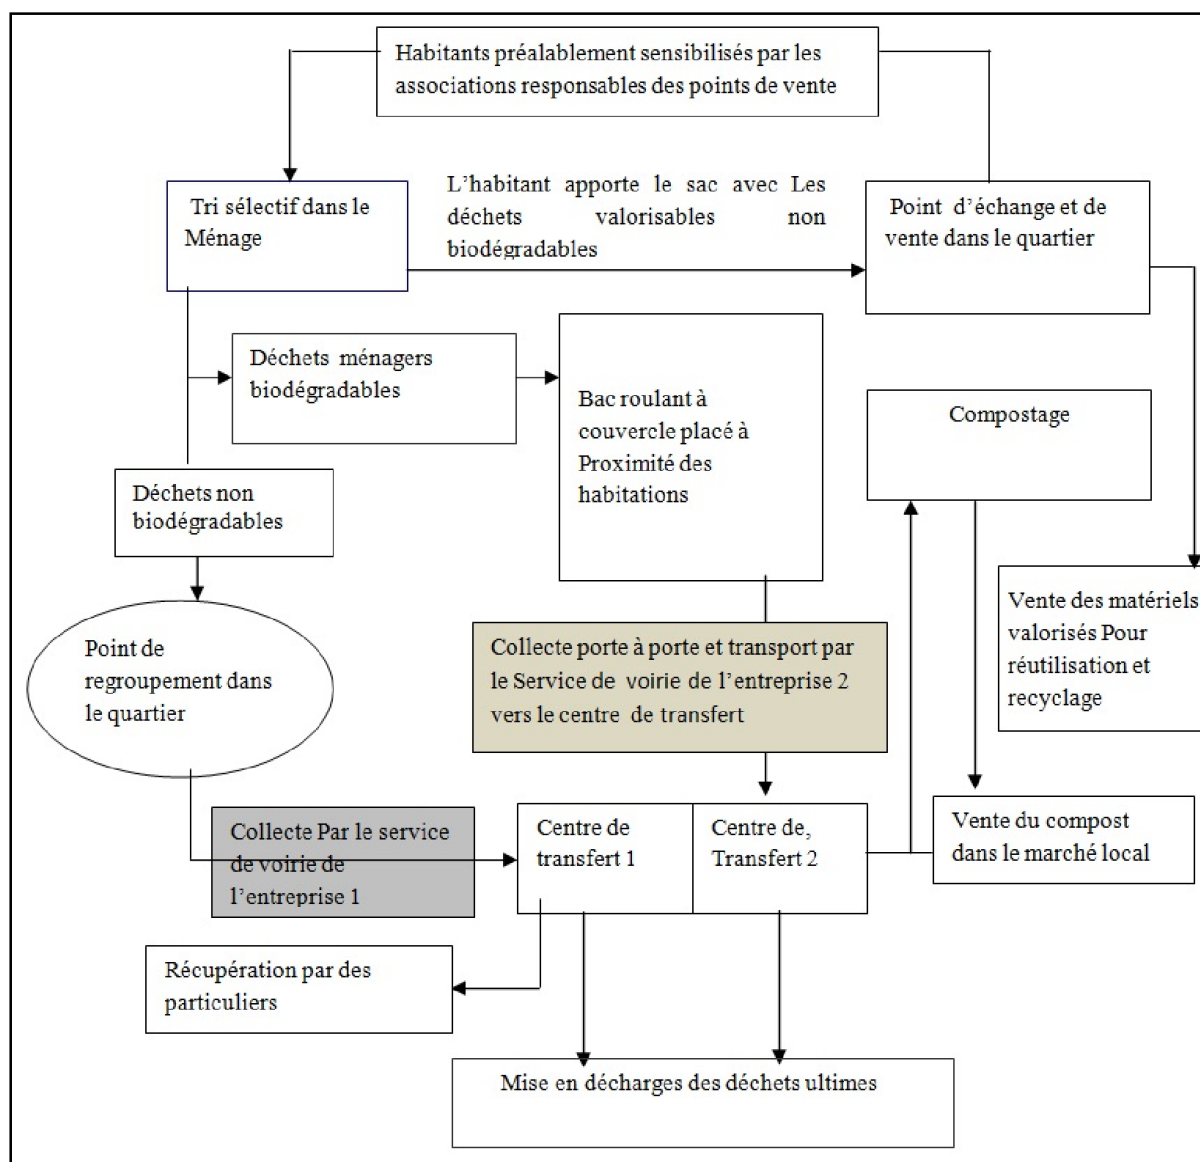 Habitants préalablement sensibilisés par les
associations responsables des points de vente
Tri sélectif dans le
Ménage
L'habitant apporte le sac avec Les
déchets valorisables non
biodégradables
Point d'échange et de
vente dans le quartier
Déchets ménagers
biodégradables
Bac roulant à
couvercle placé à
Proximité des
habitations
Compostage
Déchets non
biodégradables
Vente des matériels
valorisés Pour
réutilisation et
recyclage
Point de
regroupement dans
le quartier
Collecte porte à porte et transport par
le Service de voirie de l'entreprise 2
vers le centre de transfert
Collecte Par le service
de voirie de
l'entreprise 1
Centre de
transfert 1
Centre de,
Transfert 2
Vente du compost
dans le marché local
Récupération par des
particuliers
Mise en décharges des déchets ultimes